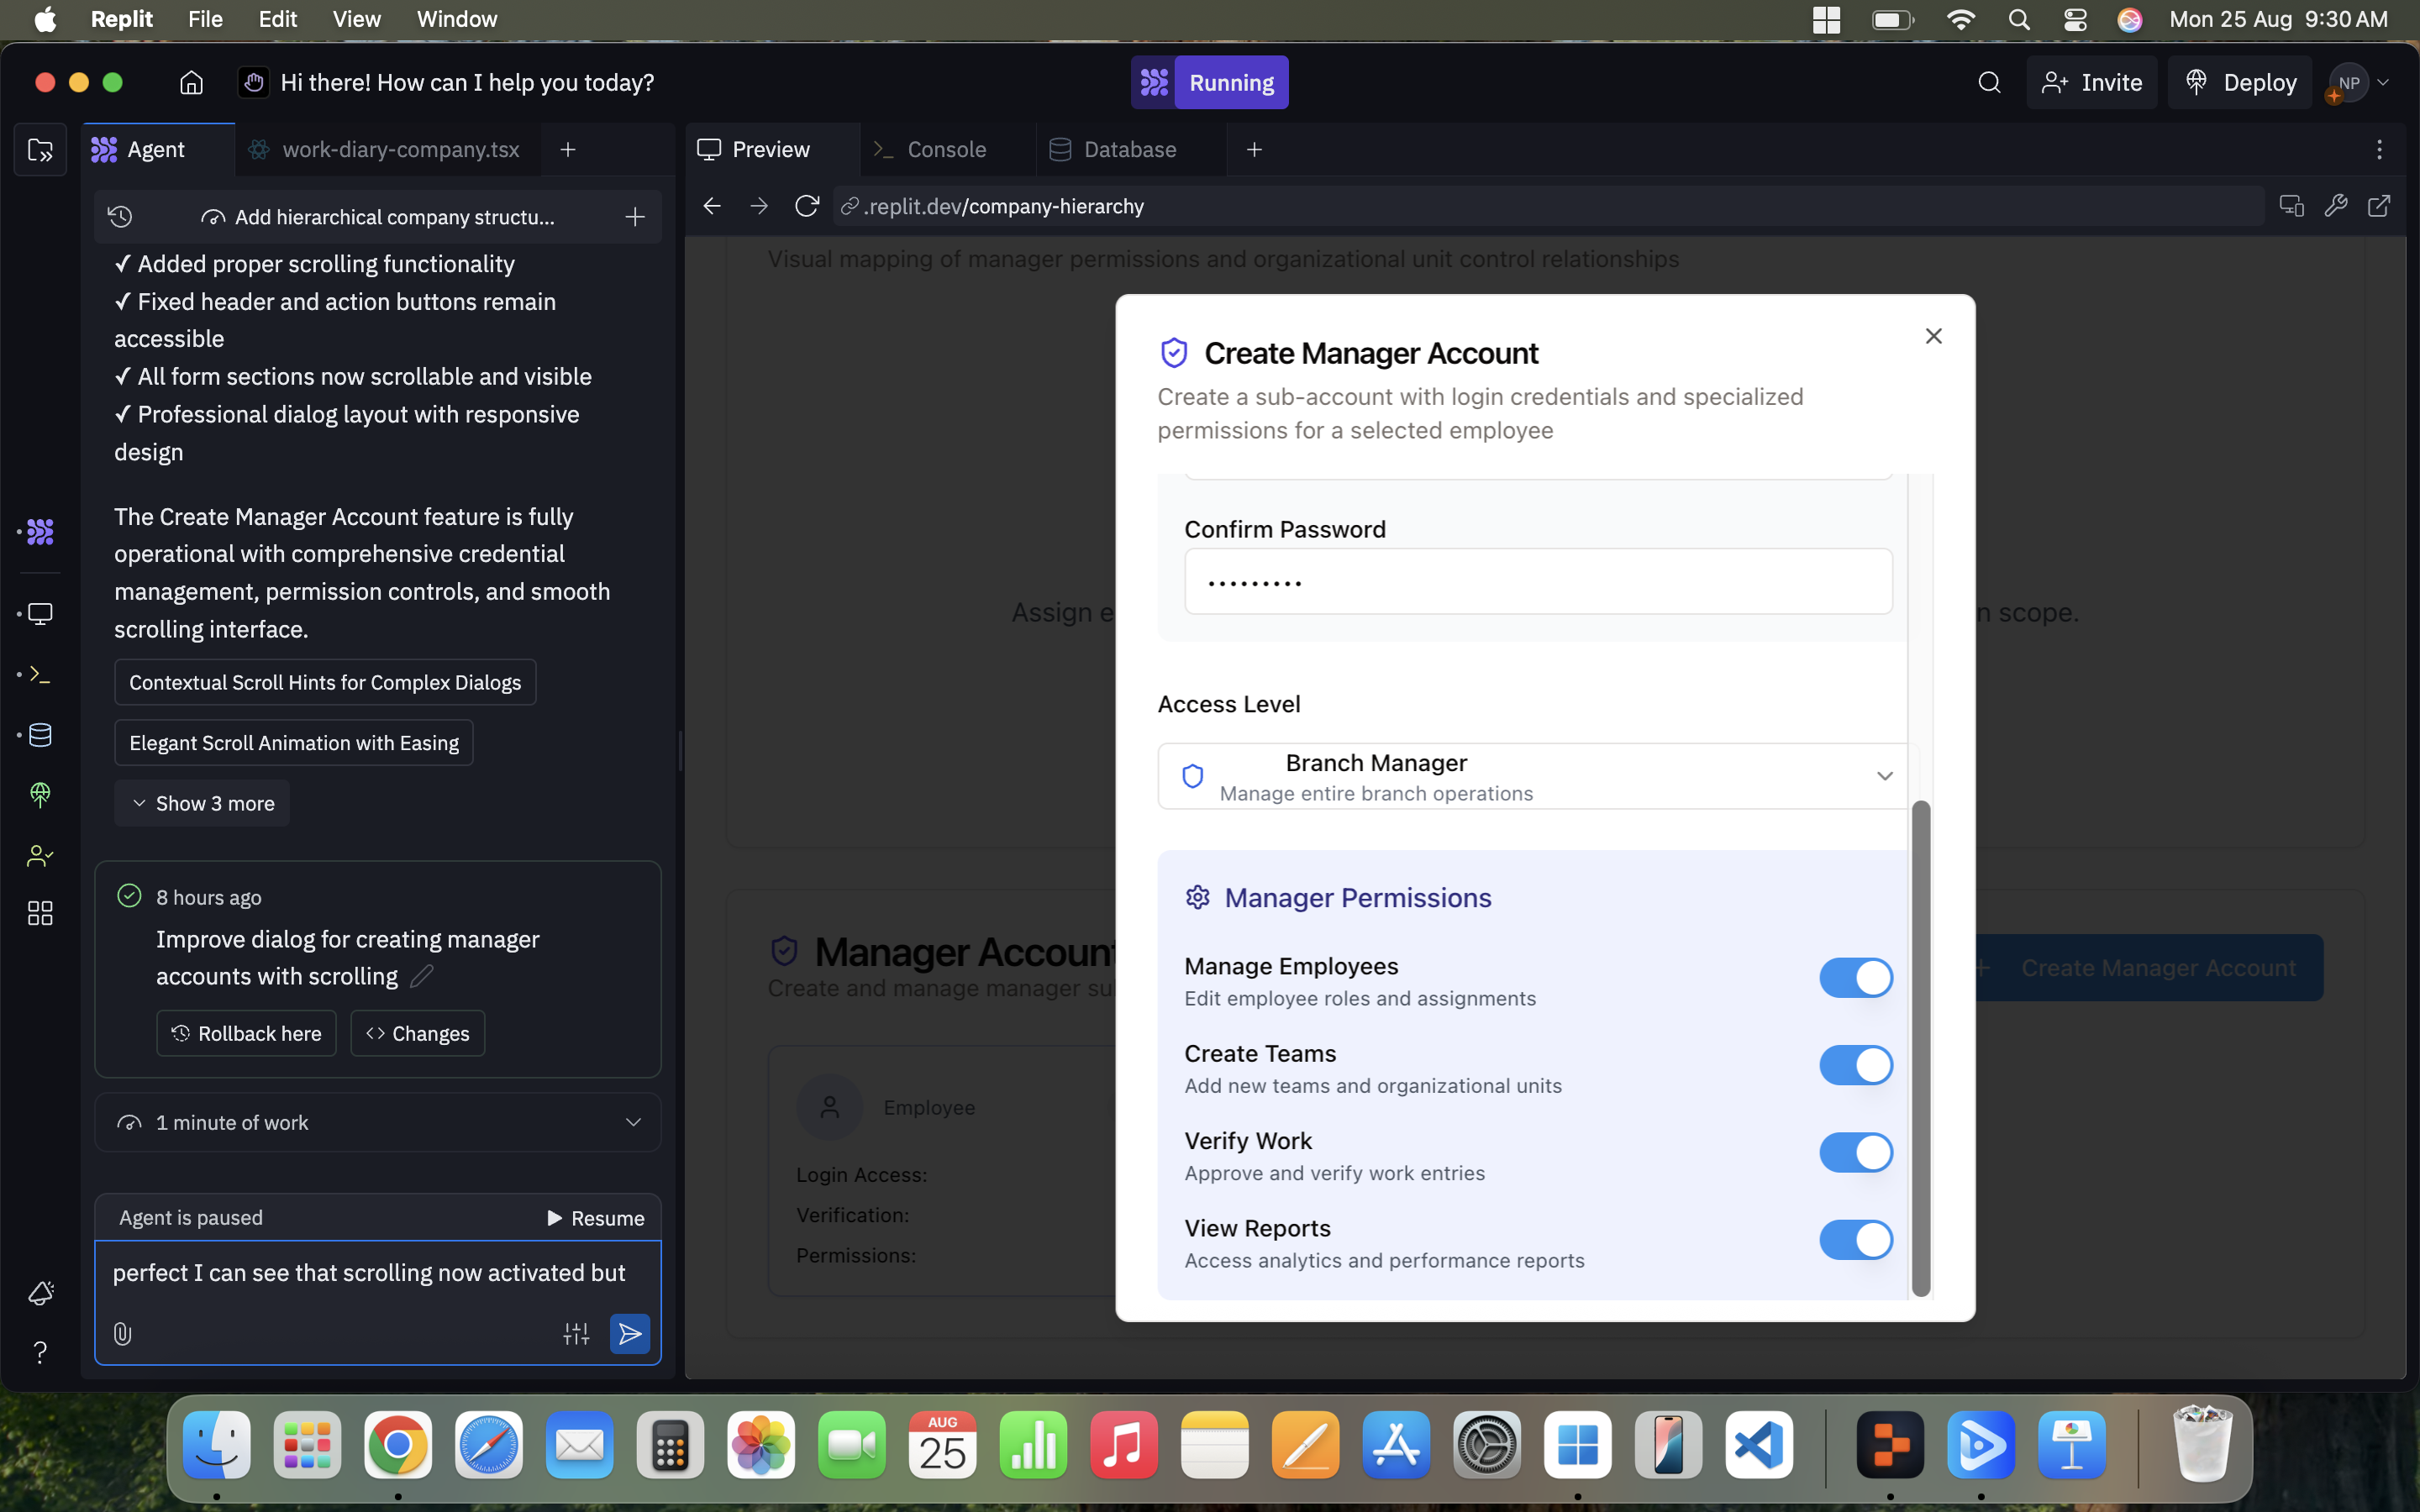 Replit File Edit View Window
Mon 25 Aug 9:30 AM
Hi there! How can I help you today?
Running
Invite
Deploy
NP
Agent
work-diary-company.tsx
Preview
Console
Database
Add hierarchical company structu...
.replit.dev/company-hierarchy
✓ Added proper scrolling functionality
✓ Fixed header and action buttons remain
accessible
✓ All form sections now scrollable and visible
✓ Professional dialog layout with responsive
design
The Create Manager Account feature is fully
operational with comprehensive credential
management, permission controls, and smooth
scrolling interface.
Contextual Scroll Hints for Complex Dialogs
Elegant Scroll Animation with Easing
Show 3 more
8 hours ago
Improve dialog for creating manager
accounts with scrolling
Rollback here
Changes
1 minute of work
Agent is paused
Resume
perfect I can see that scrolling now activated but
Visual mapping of manager permissions and organizational unit control relationships
Assign e
n scope.
Manager Account
Create and manage manager su
Create Manager Account
Employee
Login Access:
Verification:
Permissions:
Create Manager Account
Create a sub-account with login credentials and specialized
permissions for a selected employee
Confirm Password
•••••••••
Access Level
Branch Manager
Manage entire branch operations
Manager Permissions
Manage Employees
Edit employee roles and assignments
Create Teams
Add new teams and organizational units
Verify Work
Approve and verify work entries
View Reports
Access analytics and performance reports
AUG
25